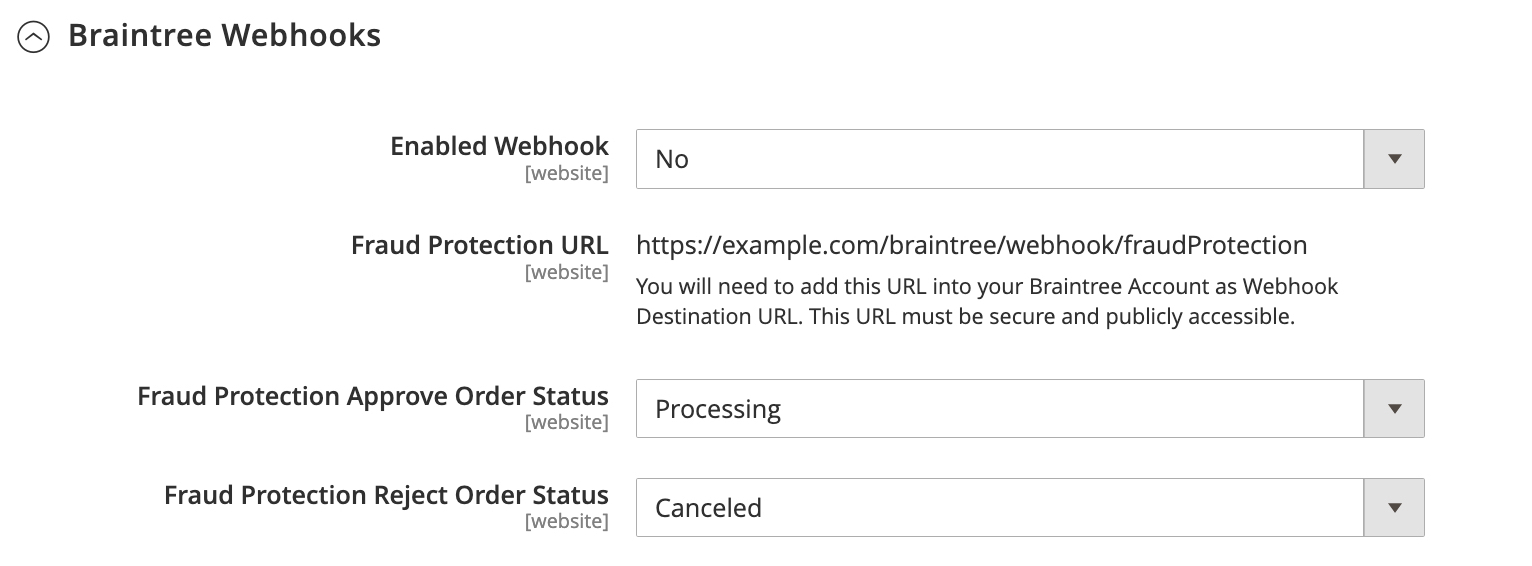 Braintree Webhooks
Enabled Webhook
[website]
No
Fraud Protection URL
[website]
https://example.com/braintree/webhook/fraudProtection
You will need to add this URL into your Braintree Account as Webhook
Destination URL. This URL must be secure and publicly accessible.
Fraud Protection Approve Order Status
[website]
Processing
Fraud Protection Reject Order Status
[website]
Canceled